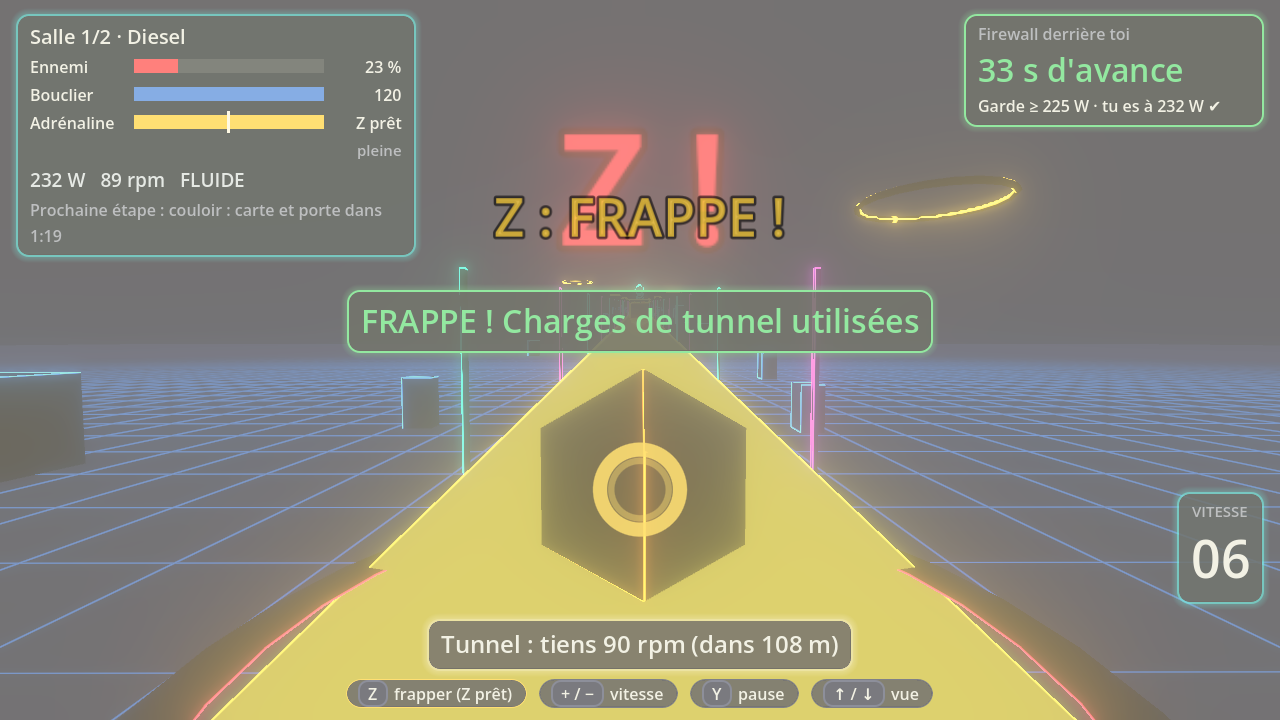 Salle 1/2 · Diesel
Ennemi 23 %
Bouclier 120
Adrénaline Z prêt
pleine
232 W 89 rpm FLUIDE
Prochaine étape : couloir : carte et porte dans
1:19
Firewall derrière toi
33 s d'avance
Garde ≥ 225 W · tu es à 232 W ✔
Z !
Z : FRAPPE !
FRAPPE ! Charges de tunnel utilisées
VITESSE
06
Tunnel : tiens 90 rpm (dans 108 m)
Z frapper (Z prêt) + / − vitesse Y pause ↑ / ↓ vue